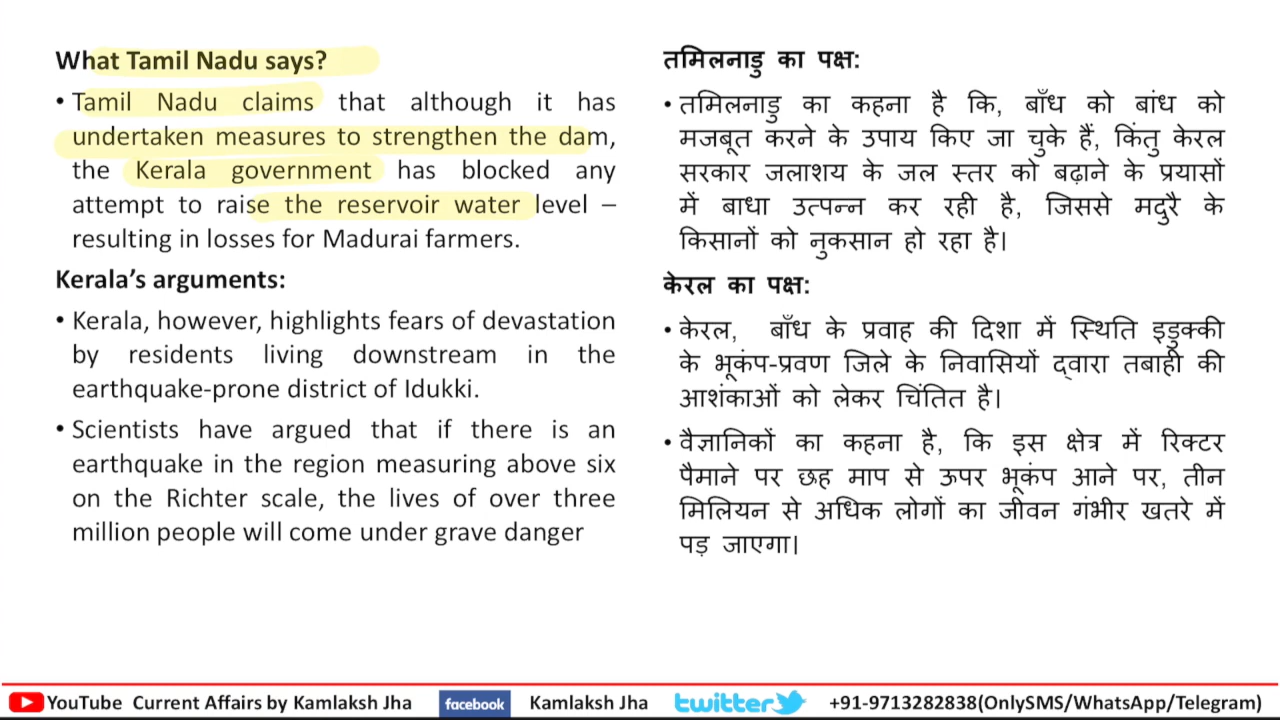 What Tamil Nadu says?
• Tamil Nadu claims that although it has
undertaken measures to strengthen the dam,
the Kerala government has blocked any
attempt to raise the reservoir water level –
resulting in losses for Madurai farmers.
Kerala’s arguments:
• Kerala, however, highlights fears of devastation
by residents living downstream in the
earthquake-prone district of Idukki.
• Scientists have argued that if there is an
earthquake in the region measuring above six
on the Richter scale, the lives of over three
million people will come under grave danger
तमिलनाडु का पक्ष:
• तमिलनाडु का कहना है कि, बाँध को बांध को
मजबूत करने के उपाय किए जा चुके हैं, किंतु केरल
सरकार जलाशय के जल स्तर को बढ़ाने के प्रयासों
में बाधा उत्पन्न कर रही है, जिससे मदुरै के
किसानों को नुकसान हो रहा है।
केरल का पक्ष:
• केरल, बाँध के प्रवाह की दिशा में स्थिति इडुक्की
के भूकंप-प्रवण जिले के निवासियों द्वारा तबाही की
आशंकाओं को लेकर चिंतित है।
• वैज्ञानिकों का कहना है, कि इस क्षेत्र में रिक्टर
पैमाने पर छह माप से ऊपर भूकंप आने पर, तीन
मिलियन से अधिक लोगों का जीवन गंभीर खतरे में
पड़ जाएगा।
YouTube Current Affairs by Kamlaksh Jha facebook Kamlaksh Jha twitter +91-9713282838(OnlySMS/WhatsApp/Telegram)